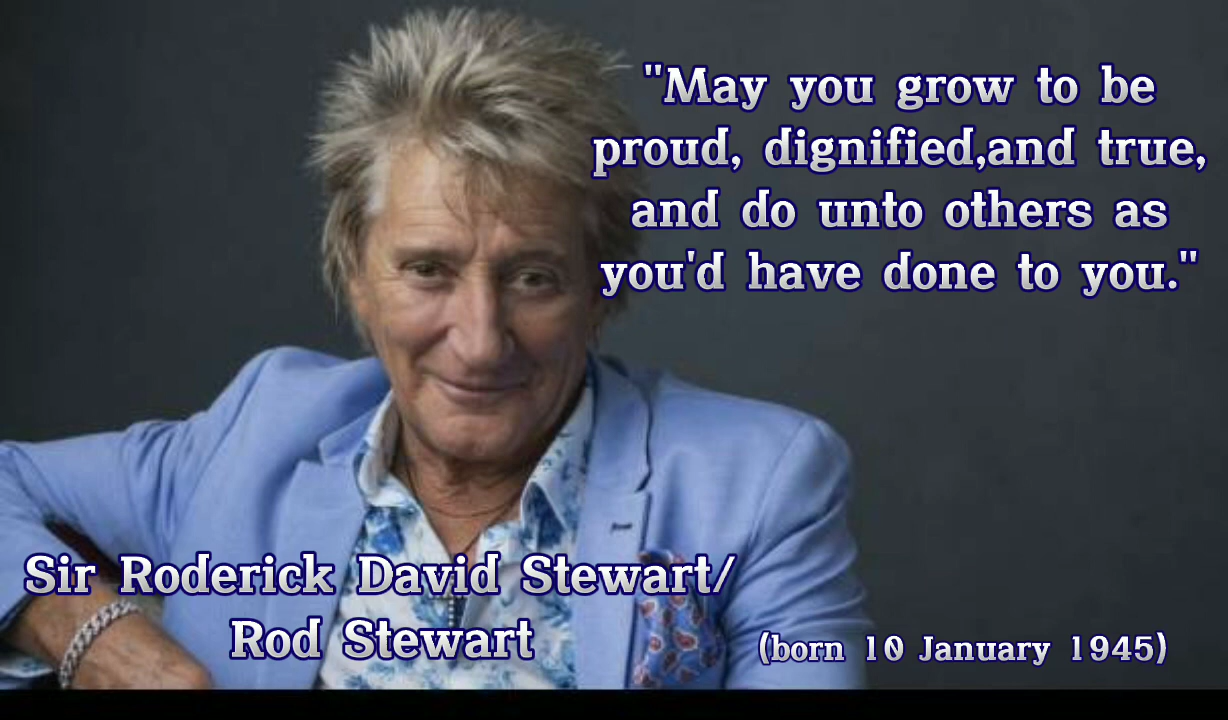 "May you grow to be
proud, dignified,and true,
and do unto others as
you'd have done to you."
Sir Roderick David Stewart/
Rod Stewart
(born 10 January 1945)